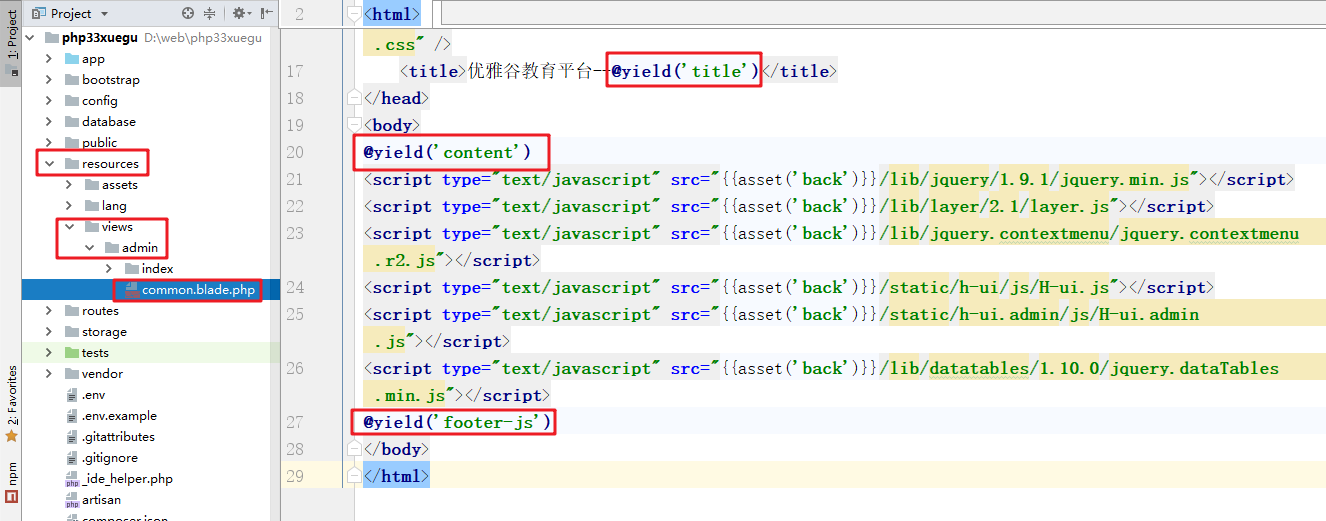 1: Project
2: Favorites
npm
Project
php33xuegu D:\web\php33xuegu
app
bootstrap
config
database
public
resources
assets
lang
views
admin
index
common.blade.php
routes
storage
tests
vendor
.env
.env.example
.gitattributes
.gitignore
_ide_helper.php
artisan
composer.json
2 <html>
.css" />
17 <title>优雅谷教育平台--@yield('title')</title>
18 </head>
19 <body>
20 @yield('content')
21 <script type="text/javascript" src="{{asset('back')}}/lib/jquery/1.9.1/jquery.min.js"></script>
22 <script type="text/javascript" src="{{asset('back')}}/lib/layer/2.1/layer.js"></script>
23 <script type="text/javascript" src="{{asset('back')}}/lib/jquery.contextmenu/jquery.contextmenu
.r2.js"></script>
24 <script type="text/javascript" src="{{asset('back')}}/static/h-ui/js/H-ui.js"></script>
25 <script type="text/javascript" src="{{asset('back')}}/static/h-ui.admin/js/H-ui.admin
.js"></script>
26 <script type="text/javascript" src="{{asset('back')}}/lib/datatables/1.10.0/jquery.dataTables
.min.js"></script>
27 @yield('footer-js')
28 </body>
29 </html>